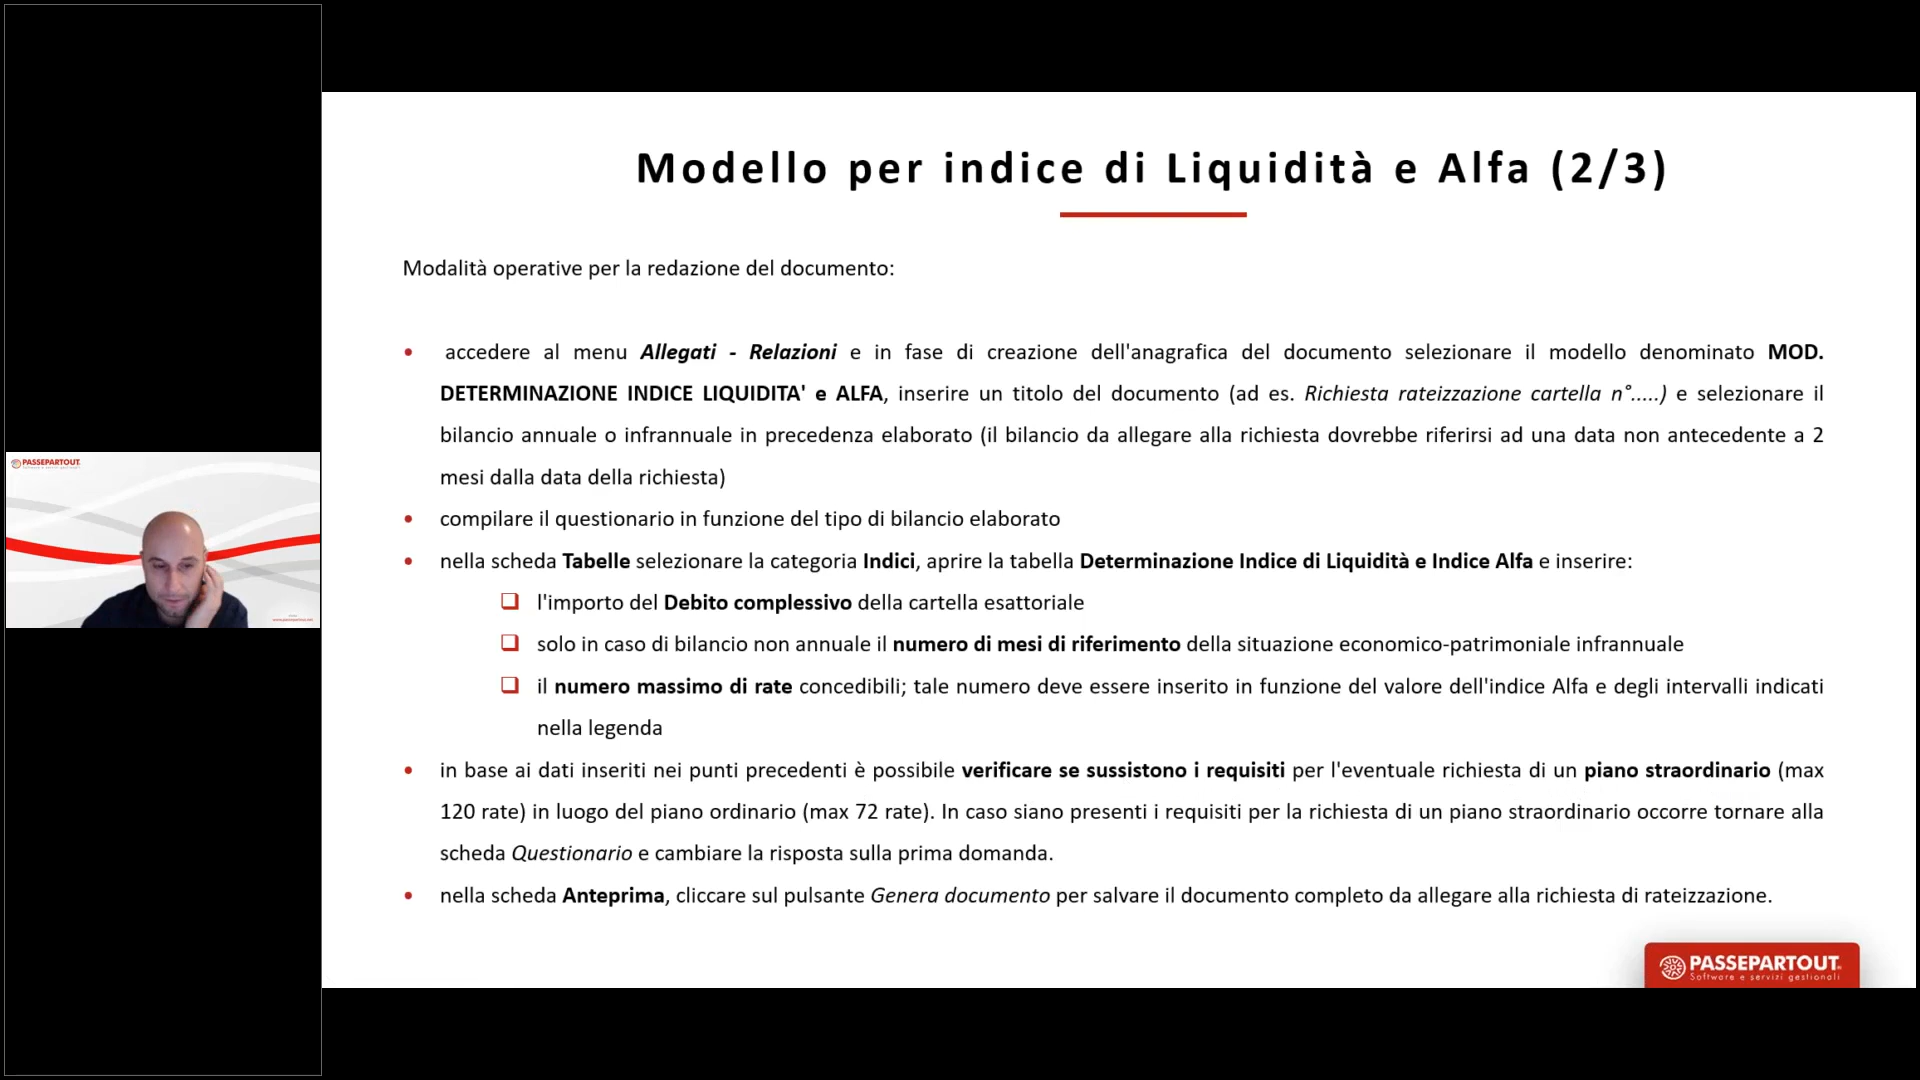 Modello per indice di Liquidità e Alfa (2/3)
Modalità operative per la redazione del documento:
• accedere al menu Allegati - Relazioni e in fase di creazione dell'anagrafica del documento selezionare il modello denominato MOD.
DETERMINAZIONE INDICE LIQUIDITA' e ALFA, inserire un titolo del documento (ad es. Richiesta rateizzazione cartella n°.....) e selezionare il
bilancio annuale o infrannuale in precedenza elaborato (il bilancio da allegare alla richiesta dovrebbe riferirsi ad una data non antecedente a 2
mesi dalla data della richiesta)
• compilare il questionario in funzione del tipo di bilancio elaborato
• nella scheda Tabelle selezionare la categoria Indici, aprire la tabella Determinazione Indice di Liquidità e Indice Alfa e inserire:
❑ l'importo del Debito complessivo della cartella esattoriale
❑ solo in caso di bilancio non annuale il numero di mesi di riferimento della situazione economico-patrimoniale infrannuale
❑ il numero massimo di rate concedibili; tale numero deve essere inserito in funzione del valore dell'indice Alfa e degli intervalli indicati
nella legenda
• in base ai dati inseriti nei punti precedenti è possibile verificare se sussistono i requisiti per l'eventuale richiesta di un piano straordinario (max
120 rate) in luogo del piano ordinario (max 72 rate). In caso siano presenti i requisiti per la richiesta di un piano straordinario occorre tornare alla
scheda Questionario e cambiare la risposta sulla prima domanda.
• nella scheda Anteprima, cliccare sul pulsante Genera documento per salvare il documento completo da allegare alla richiesta di rateizzazione.
PASSEPARTOUT
Software e servizi gestionali
PASSEPARTOUT